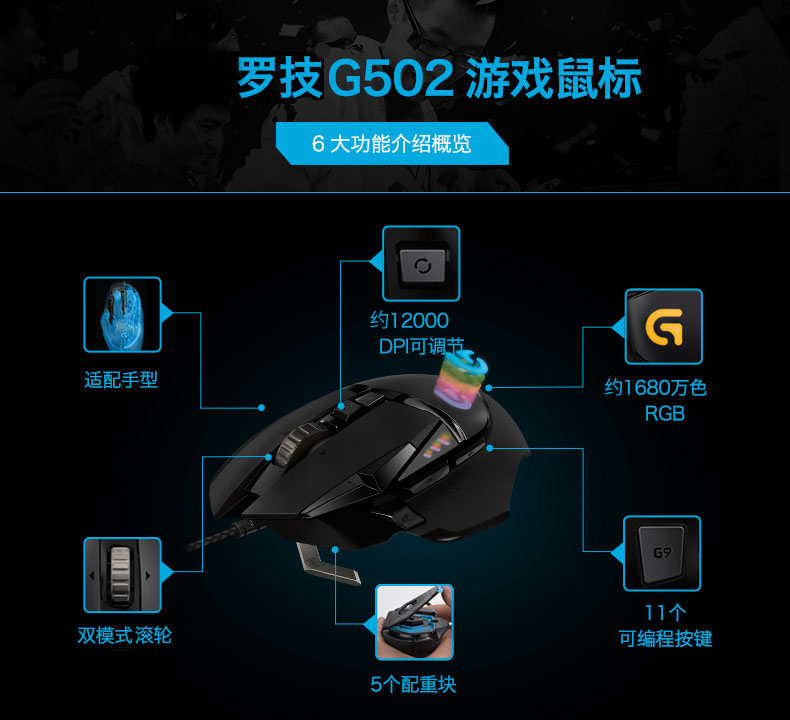 罗技G502 游戏鼠标
6 大功能介绍概览
约12000
DPI可调节
适配手型
约1680万色
RGB
G9
双模式滚轮
11个
可编程按键
5个配重块